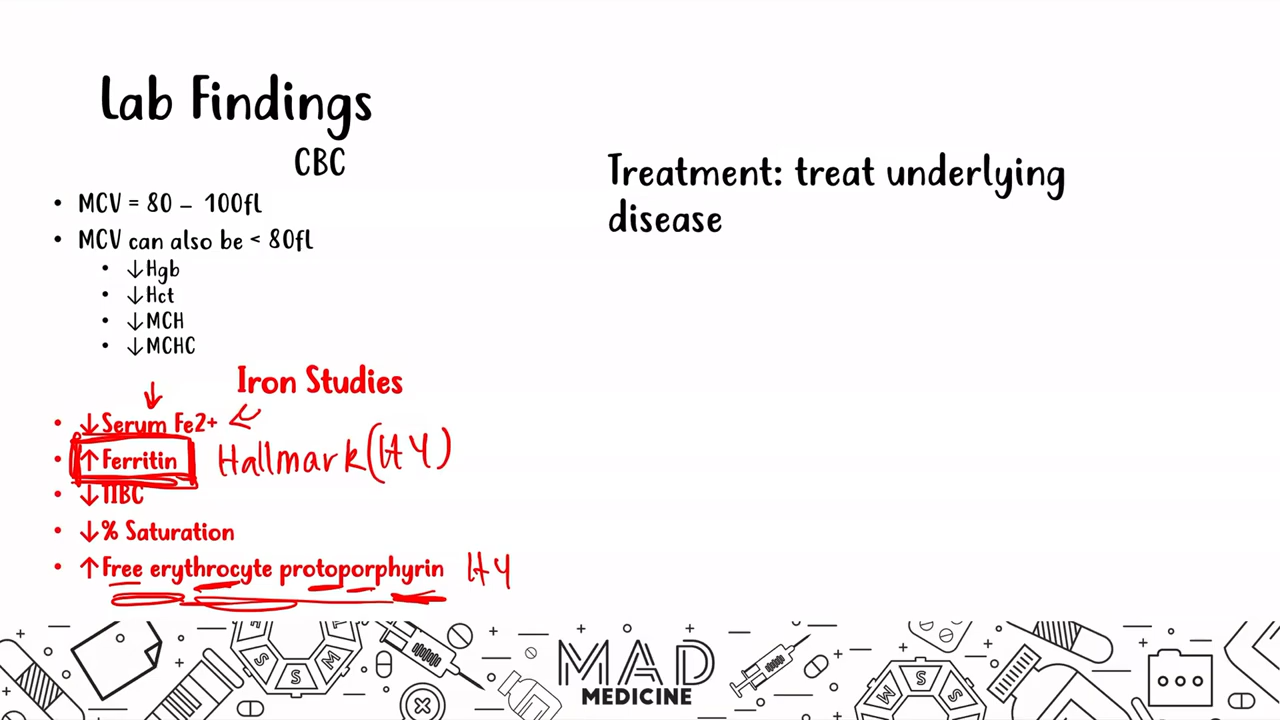 Lab Findings
CBC
• MCV = 80 – 100fL
• MCV can also be < 80fL
• ↓Hgb
• ↓Hct
• ↓MCH
• ↓MCHC
Iron Studies
• ↓Serum Fe2+
• ↑Ferritin Hallmark (HY)
• ↓TIBC
• ↓% Saturation
• ↑Free erythrocyte protoporphyrin HY
Treatment: treat underlying
disease
MAD
MEDICINE